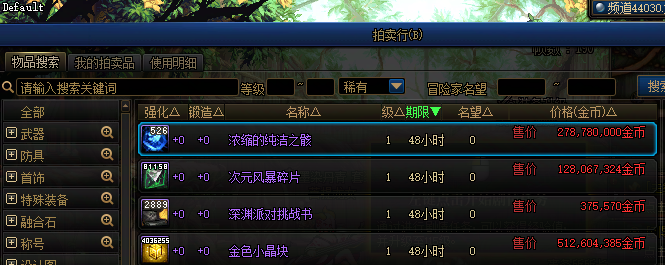 Default
频道44030.
拍卖行(B)
物品搜索 我的拍卖品 使用明细
请输入搜索关键词 等级 ~ 稀有 冒险家名望 ~ 搜索
全部 强化△ 锻造△ 名称△ 级△ 期限▼ 名望△ 价格(金币)△
武器 526 +0 +0 浓缩的纯洁之骸 1 48小时 0 售价 278,780,000金币
防具
首饰 81158 +0 +0 次元风暴碎片 1 48小时 0 售价 128,067,324金币
特殊装备 2889 +0 +0 深渊派对挑战书 1 48小时 0 售价 375,570金币
融合石
称号 4036255 +0 +0 金色小晶块 1 48小时 0 售价 512,604,385金币
设计图